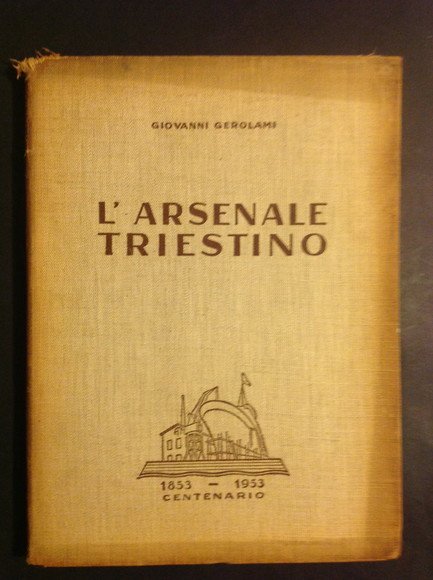 GIOVANNI GEROLAMI
L'ARSENALE
TRIESTINO
1853 - 1953
CENTENARIO